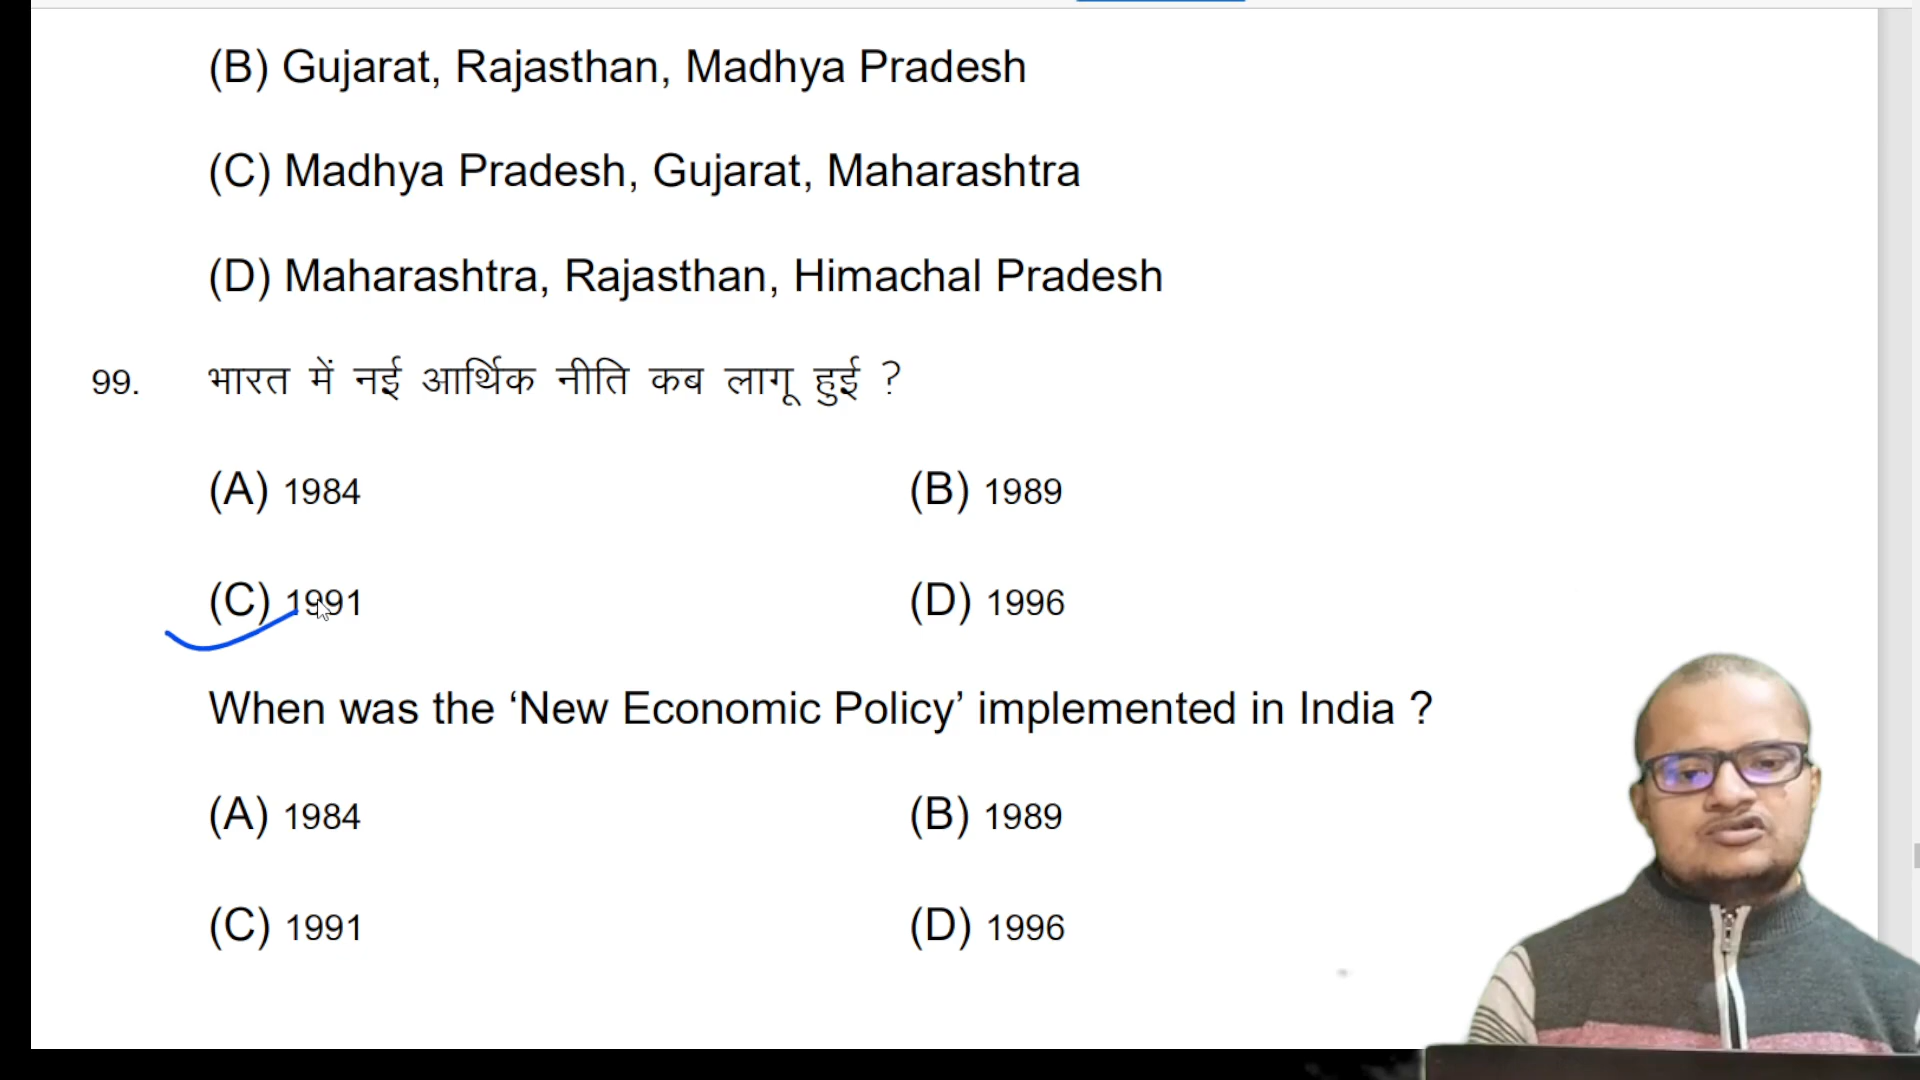 (B) Gujarat, Rajasthan, Madhya Pradesh
(C) Madhya Pradesh, Gujarat, Maharashtra
(D) Maharashtra, Rajasthan, Himachal Pradesh
99. भारत में नई आर्थिक नीति कब लागू हुई ?
(A) 1984 (B) 1989
(C) 1991 (D) 1996
When was the ‘New Economic Policy’ implemented in India ?
(A) 1984 (B) 1989
(C) 1991 (D) 1996